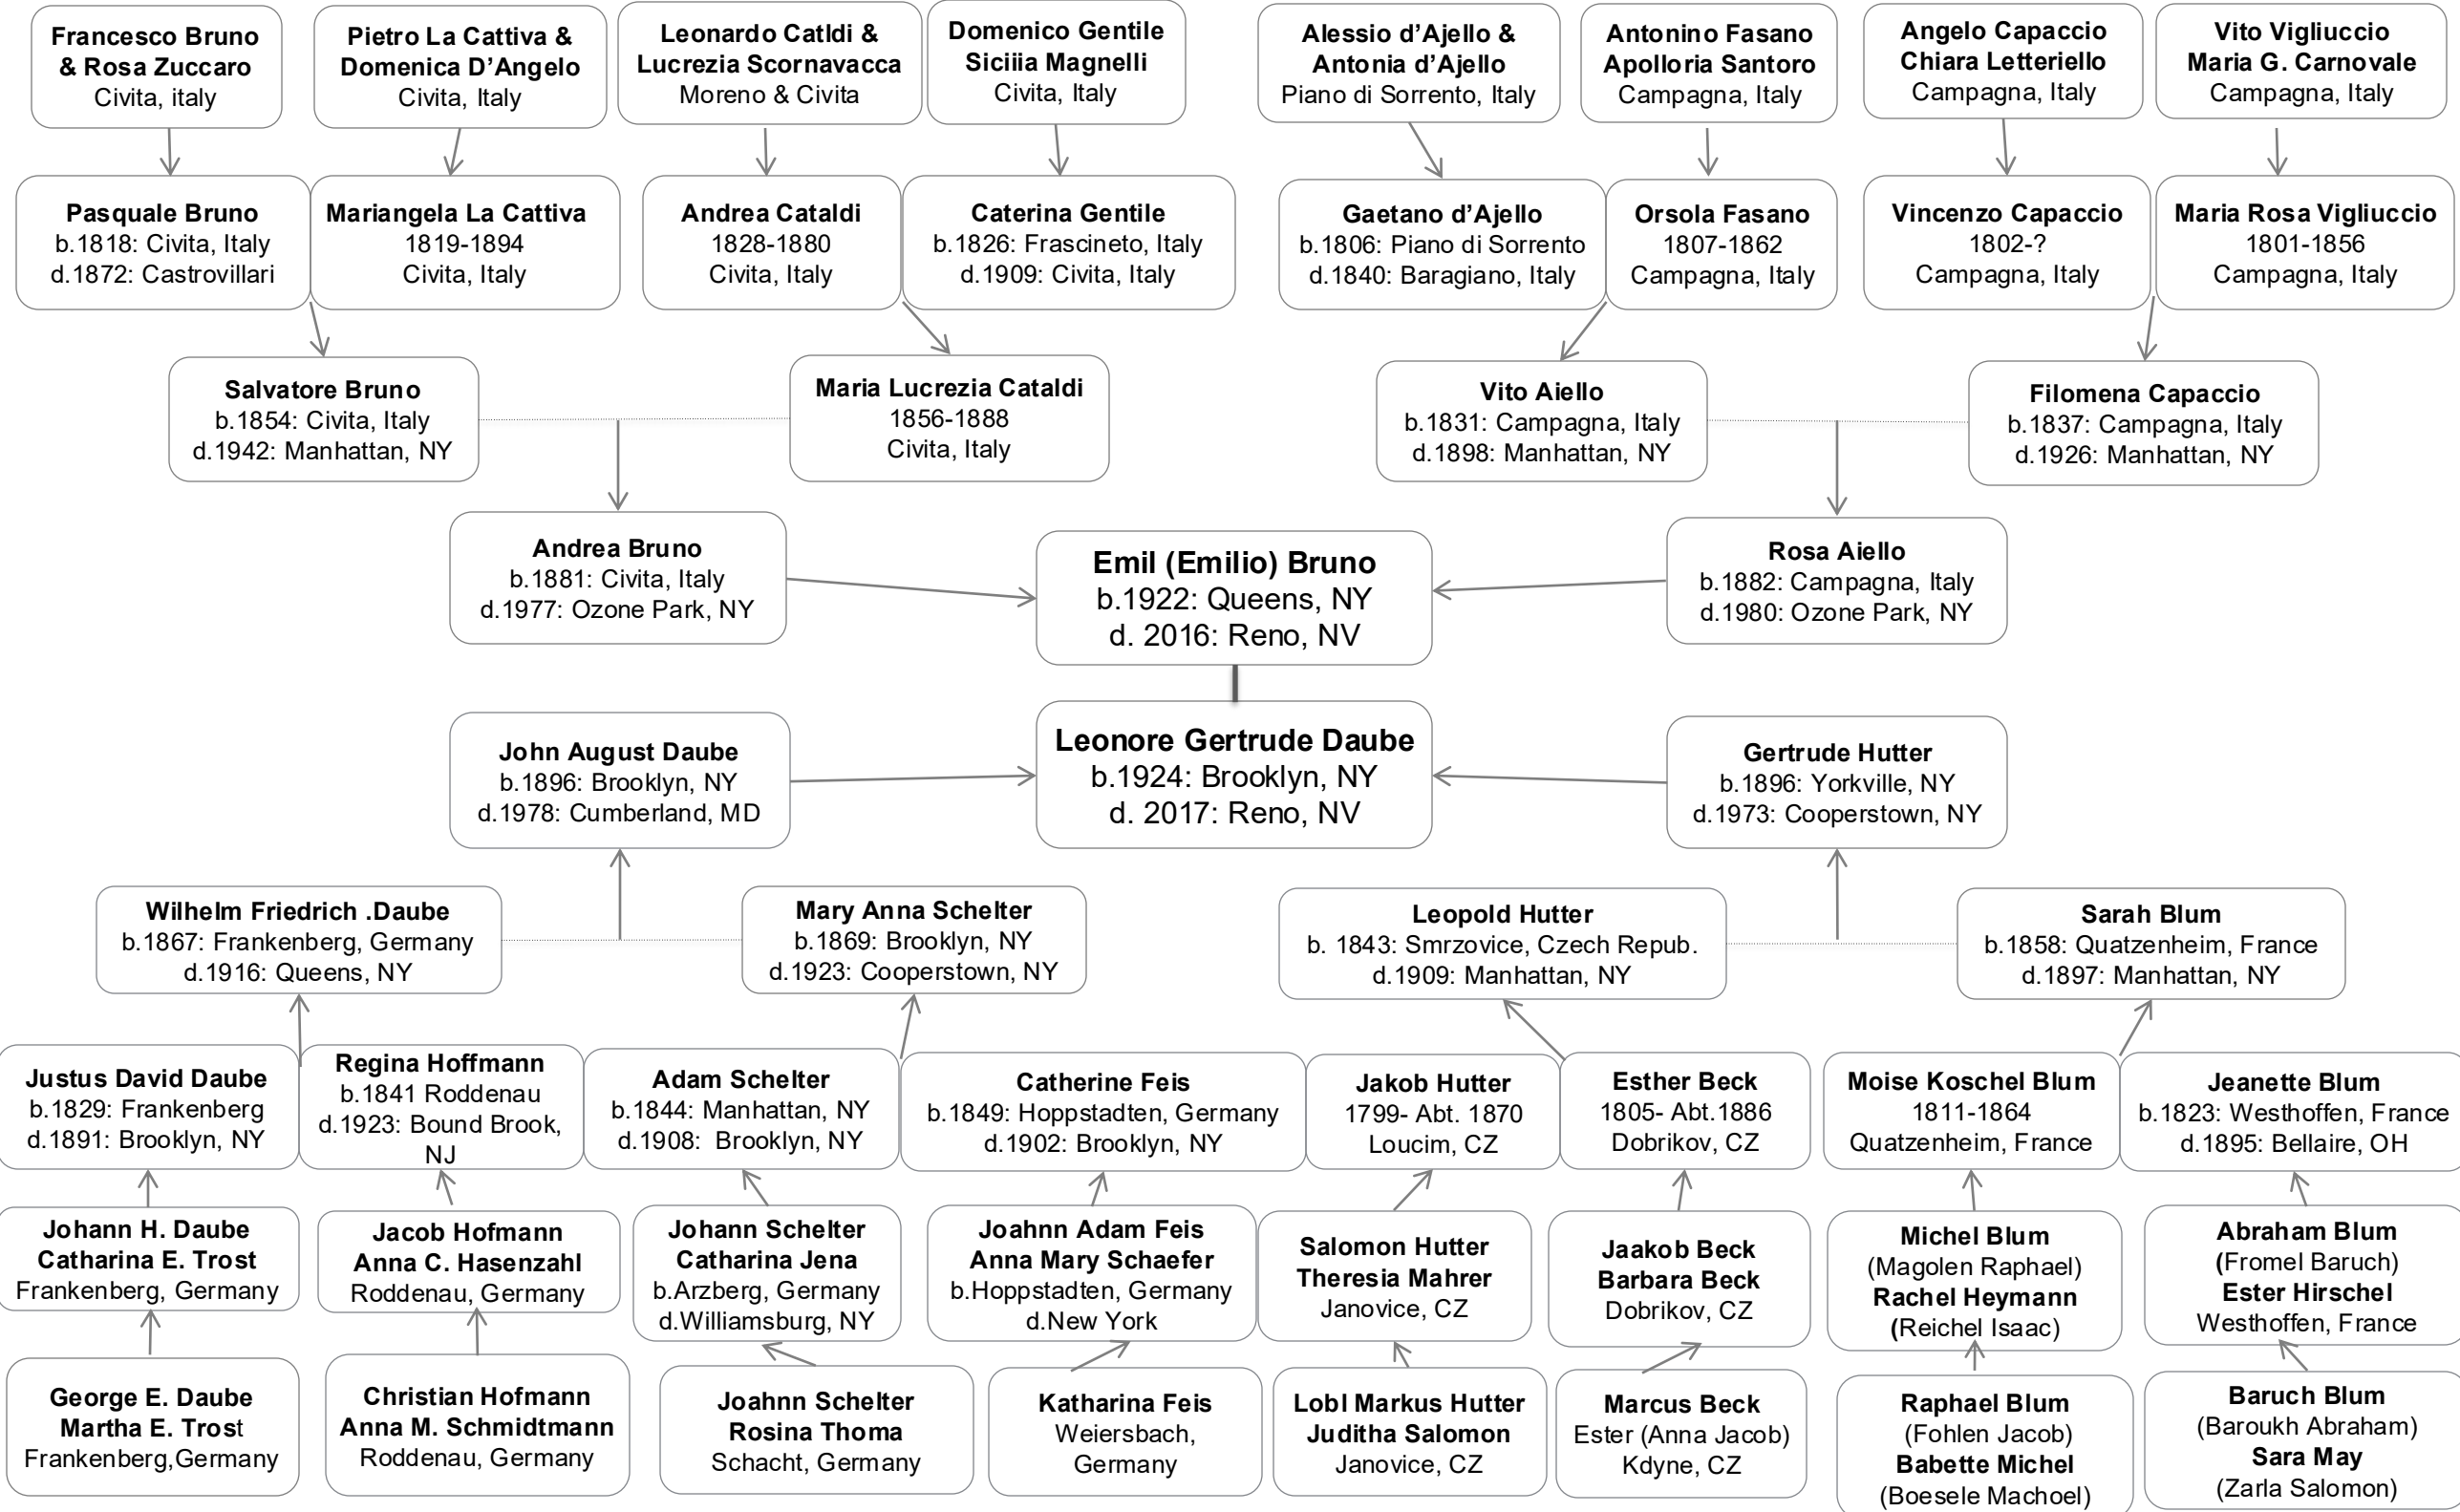 Francesco Bruno
& Rosa Zuccaro
Civita, italy
Pietro La Cattiva &
Domenica D’Angelo
Civita, Italy
Leonardo Catldi &
Lucrezia Scornavacca
Moreno & Civita
Domenico Gentile
Siciiia Magnelli
Civita, Italy
Alessio d’Ajello &
Antonia d’Ajello
Piano di Sorrento, Italy
Antonino Fasano
Apolloria Santoro
Campagna, Italy
Angelo Capaccio
Chiara Letteriello
Campagna, Italy
Vito Vigliuccio
Maria G. Carnovale
Campagna, Italy
Pasquale Bruno
b.1818: Civita, Italy
d.1872: Castrovillari
Mariangela La Cattiva
1819-1894
Civita, Italy
Andrea Cataldi
1828-1880
Civita, Italy
Caterina Gentile
b.1826: Frascineto, Italy
d.1909: Civita, Italy
Gaetano d’Ajello
b.1806: Piano di Sorrento
d.1840: Baragiano, Italy
Orsola Fasano
1807-1862
Campagna, Italy
Vincenzo Capaccio
1802-?
Campagna, Italy
Maria Rosa Vigliuccio
1801-1856
Campagna, Italy
Salvatore Bruno
b.1854: Civita, Italy
d.1942: Manhattan, NY
Maria Lucrezia Cataldi
1856-1888
Civita, Italy
Vito Aiello
b.1831: Campagna, Italy
d.1898: Manhattan, NY
Filomena Capaccio
b.1837: Campagna, Italy
d.1926: Manhattan, NY
Andrea Bruno
b.1881: Civita, Italy
d.1977: Ozone Park, NY
Emil (Emilio) Bruno
b.1922: Queens, NY
d. 2016: Reno, NV
Rosa Aiello
b.1882: Campagna, Italy
d.1980: Ozone Park, NY
John August Daube
b.1896: Brooklyn, NY
d.1978: Cumberland, MD
Leonore Gertrude Daube
b.1924: Brooklyn, NY
d. 2017: Reno, NV
Gertrude Hutter
b.1896: Yorkville, NY
d.1973: Cooperstown, NY
Wilhelm Friedrich .Daube
b.1867: Frankenberg, Germany
d.1916: Queens, NY
Mary Anna Schelter
b.1869: Brooklyn, NY
d.1923: Cooperstown, NY
Leopold Hutter
b. 1843: Smrzovice, Czech Repub.
d.1909: Manhattan, NY
Sarah Blum
b.1858: Quatzenheim, France
d.1897: Manhattan, NY
Justus David Daube
b.1829: Frankenberg
d.1891: Brooklyn, NY
Regina Hoffmann
b.1841 Roddenau
d.1923: Bound Brook,
NJ
Adam Schelter
b.1844: Manhattan, NY
d.1908: Brooklyn, NY
Catherine Feis
b.1849: Hoppstadten, Germany
d.1902: Brooklyn, NY
Jakob Hutter
1799- Abt. 1870
Loucim, CZ
Esther Beck
1805- Abt.1886
Dobrikov, CZ
Moise Koschel Blum
1811-1864
Quatzenheim, France
Jeanette Blum
b.1823: Westhoffen, France
d.1895: Bellaire, OH
Johann H. Daube
Catharina E. Trost
Frankenberg, Germany
Jacob Hofmann
Anna C. Hasenzahl
Roddenau, Germany
Johann Schelter
Catharina Jena
b.Arzberg, Germany
d.Williamsburg, NY
Joahnn Adam Feis
Anna Mary Schaefer
b.Hoppstadten, Germany
d.New York
Salomon Hutter
Theresia Mahrer
Janovice, CZ
Jaakob Beck
Barbara Beck
Dobrikov, CZ
Michel Blum
(Magolen Raphael)
Rachel Heymann
(Reichel Isaac)
Abraham Blum
(Fromel Baruch)
Ester Hirschel
Westhoffen, France
George E. Daube
Martha E. Trost
Frankenberg,Germany
Christian Hofmann
Anna M. Schmidtmann
Roddenau, Germany
Joahnn Schelter
Rosina Thoma
Schacht, Germany
Katharina Feis
Weiersbach,
Germany
Lobl Markus Hutter
Juditha Salomon
Janovice, CZ
Marcus Beck
Ester (Anna Jacob)
Kdyne, CZ
Raphael Blum
(Fohlen Jacob)
Babette Michel
(Boesele Machoel)
Baruch Blum
(Baroukh Abraham)
Sara May
(Zarla Salomon)